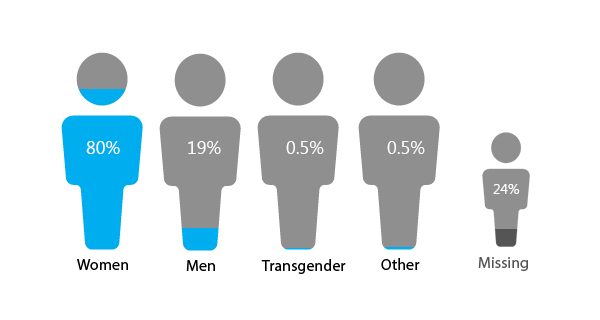 80%
19%
0.5%
0.5%
24%
Women
Men
Transgender
Other
Missing